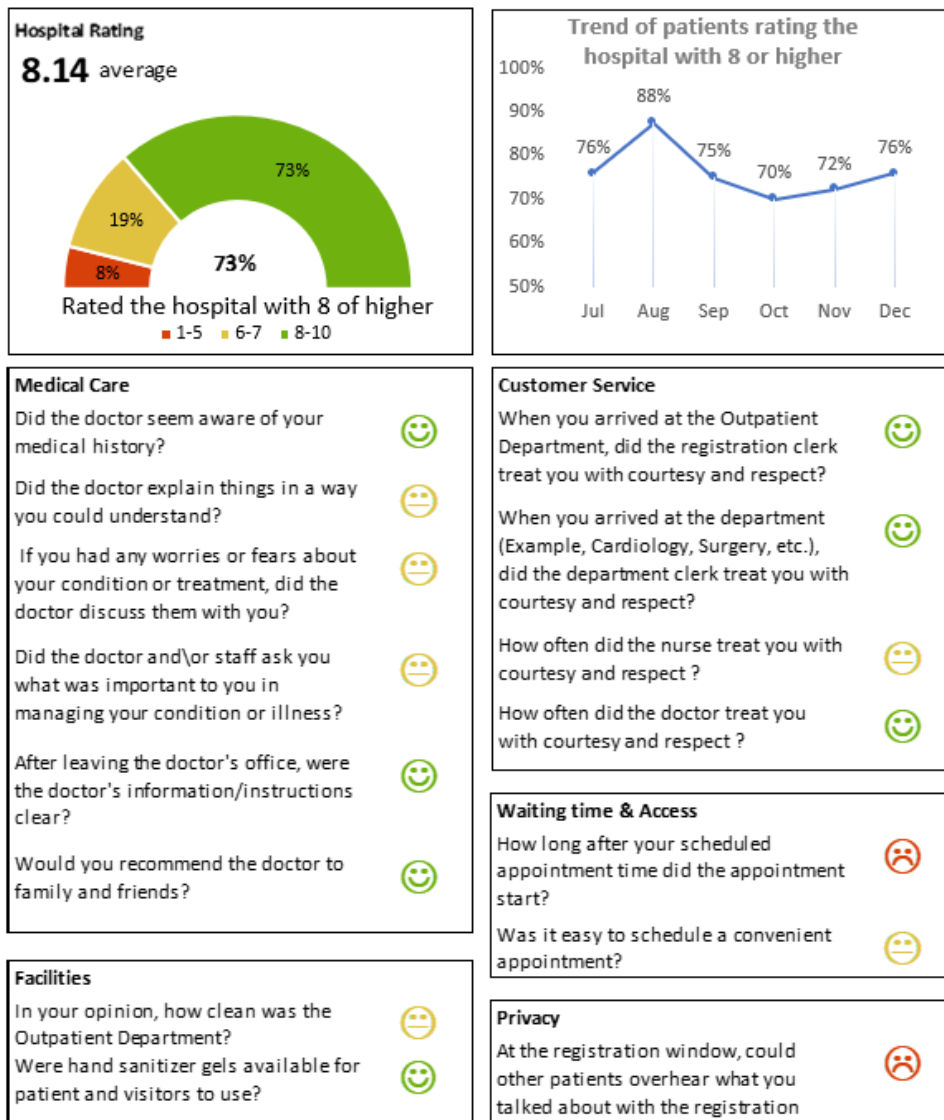 Hospital Rating
8.14 average
73%
19%
8%
73%
Rated the hospital with 8 of higher
1-5 6-7 8-10
Trend of patients rating the
hospital with 8 or higher
100%
90%
80%
70%
60%
50%
76%
88%
75%
70%
72%
76%
Jul Aug Sep Oct Nov Dec
Medical Care
Did the doctor seem aware of your
medical history?
Did the doctor explain things in a way
you could understand?
If you had any worries or fears about
your condition or treatment, did the
doctor discuss them with you?
Did the doctor and\or staff ask you
what was important to you in
managing your condition or illness?
After leaving the doctor's office, were
the doctor's information/instructions
clear?
Would you recommend the doctor to
family and friends?
Customer Service
When you arrived at the Outpatient
Department, did the registration clerk
treat you with courtesy and respect?
When you arrived at the department
(Example, Cardiology, Surgery, etc.),
did the department clerk treat you with
courtesy and respect?
How often did the nurse treat you with
courtesy and respect ?
How often did the doctor treat you
with courtesy and respect ?
Waiting time & Access
How long after your scheduled
appointment time did the appointment
start?
Was it easy to schedule a convenient
appointment?
Facilities
In your opinion, how clean was the
Outpatient Department?
Were hand sanitizer gels available for
patient and visitors to use?
Privacy
At the registration window, could
other patients overhear what you
talked about with the registration